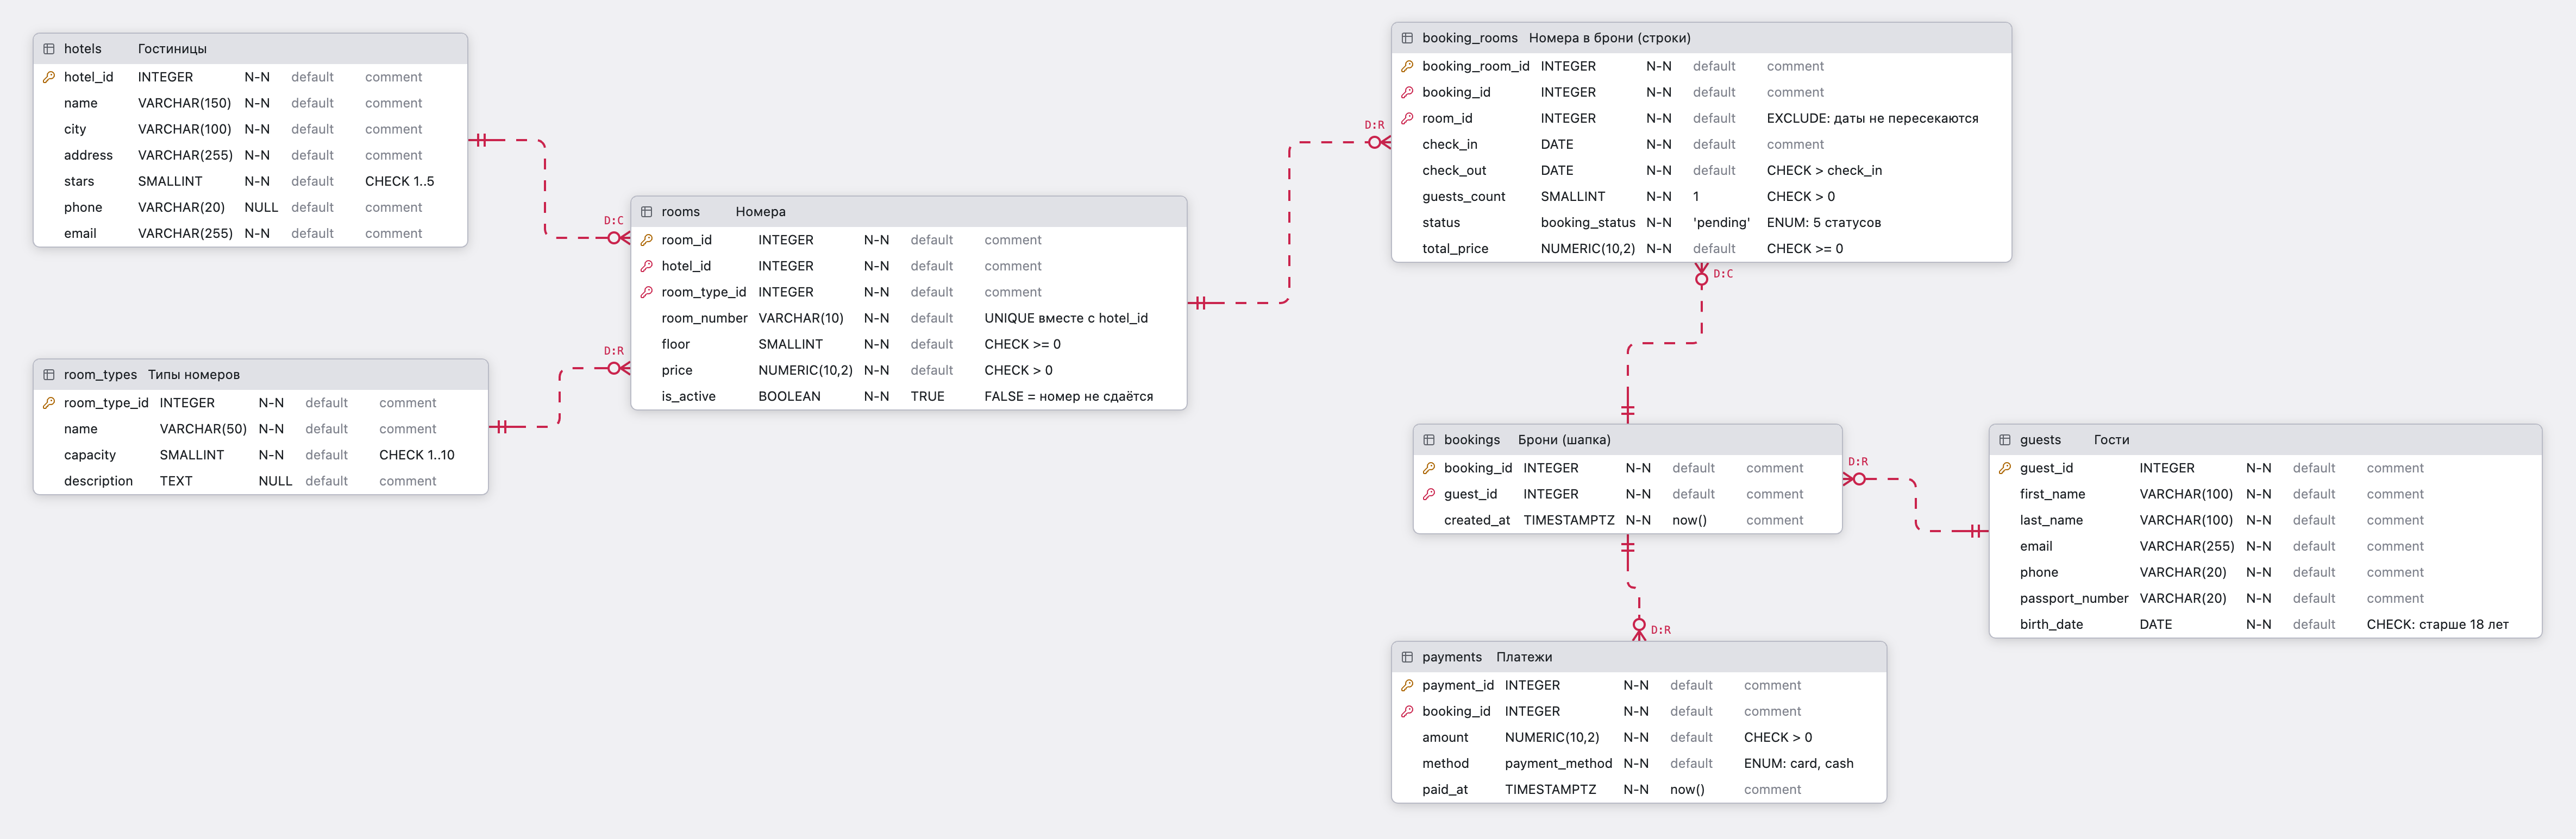 hotels Гостиницы
hotel_id INTEGER N-N default comment
name VARCHAR(150) N-N default comment
city VARCHAR(100) N-N default comment
address VARCHAR(255) N-N default comment
stars SMALLINT N-N default CHECK 1..5
phone VARCHAR(20) NULL default comment
email VARCHAR(255) N-N default comment
room_types Типы номеров
room_type_id INTEGER N-N default comment
name VARCHAR(50) N-N default comment
capacity SMALLINT N-N default CHECK 1..10
description TEXT NULL default comment
D:C
D:R
rooms Номера
room_id INTEGER N-N default comment
hotel_id INTEGER N-N default comment
room_type_id INTEGER N-N default comment
room_number VARCHAR(10) N-N default UNIQUE вместе с hotel_id
floor SMALLINT N-N default CHECK >= 0
price NUMERIC(10,2) N-N default CHECK > 0
is_active BOOLEAN N-N TRUE FALSE = номер не сдаётся
D:R
booking_rooms Номера в брони (строки)
booking_room_id INTEGER N-N default comment
booking_id INTEGER N-N default comment
room_id INTEGER N-N default EXCLUDE: даты не пересекаются
check_in DATE N-N default comment
check_out DATE N-N default CHECK > check_in
guests_count SMALLINT N-N 1 CHECK > 0
status booking_status N-N 'pending' ENUM: 5 статусов
total_price NUMERIC(10,2) N-N default CHECK >= 0
D:C
bookings Брони (шапка)
booking_id INTEGER N-N default comment
guest_id INTEGER N-N default comment
created_at TIMESTAMPTZ N-N now() comment
D:R
guests Гости
guest_id INTEGER N-N default comment
first_name VARCHAR(100) N-N default comment
last_name VARCHAR(100) N-N default comment
email VARCHAR(255) N-N default comment
phone VARCHAR(20) N-N default comment
passport_number VARCHAR(20) N-N default comment
birth_date DATE N-N default CHECK: старше 18 лет
D:R
payments Платежи
payment_id INTEGER N-N default comment
booking_id INTEGER N-N default comment
amount NUMERIC(10,2) N-N default CHECK > 0
method payment_method N-N default ENUM: card, cash
paid_at TIMESTAMPTZ N-N now() comment